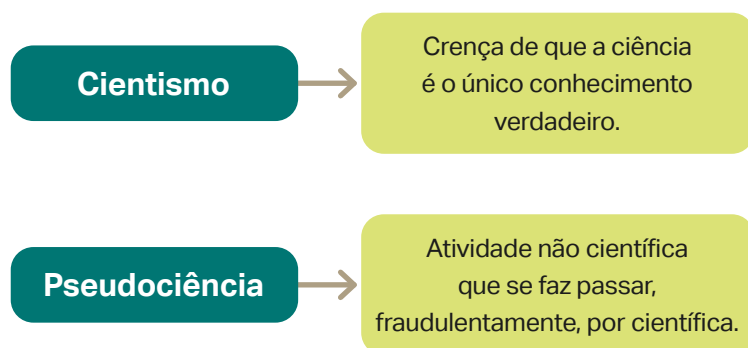 Cientismo
Crença de que a ciência
é o único conhecimento
verdadeiro.
Pseudociência
Atividade não científica
que se faz passar,
fraudulentamente, por científica.